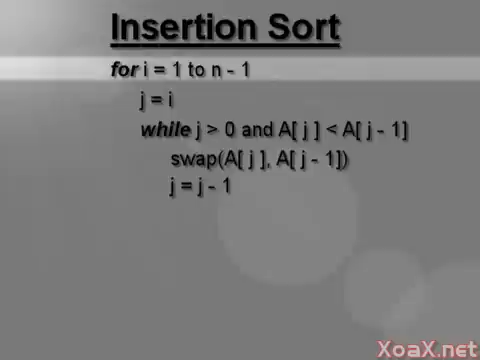 Insertion Sort
for i = 1 to n - 1
j = i
while j > 0 and A[ j ] < A[ j - 1]
swap(A[ j ], A[ j - 1])
j = j - 1
XoaX.net